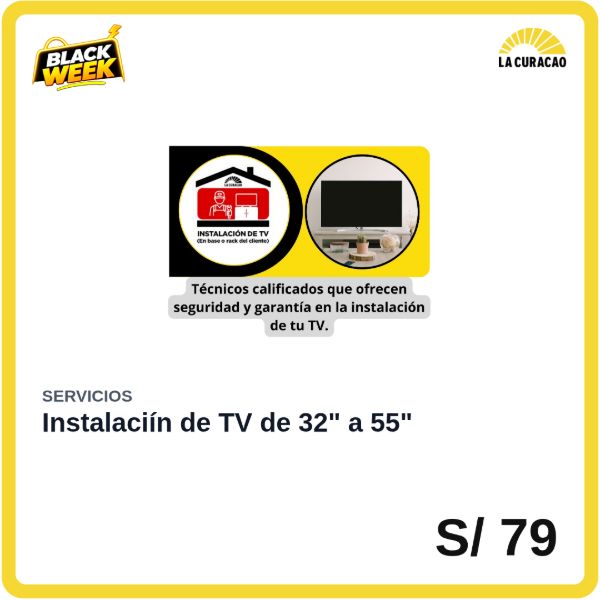 BLACK
WEEK
LA CURACAO
LA CURACAO
INSTALACIÓN DE TV
(En base o rack del cliente)
Técnicos calificados que ofrecen
seguridad y garantía en la instalación
de tu TV.
SERVICIOS
Instalaciín de TV de 32" a 55"
S/ 79